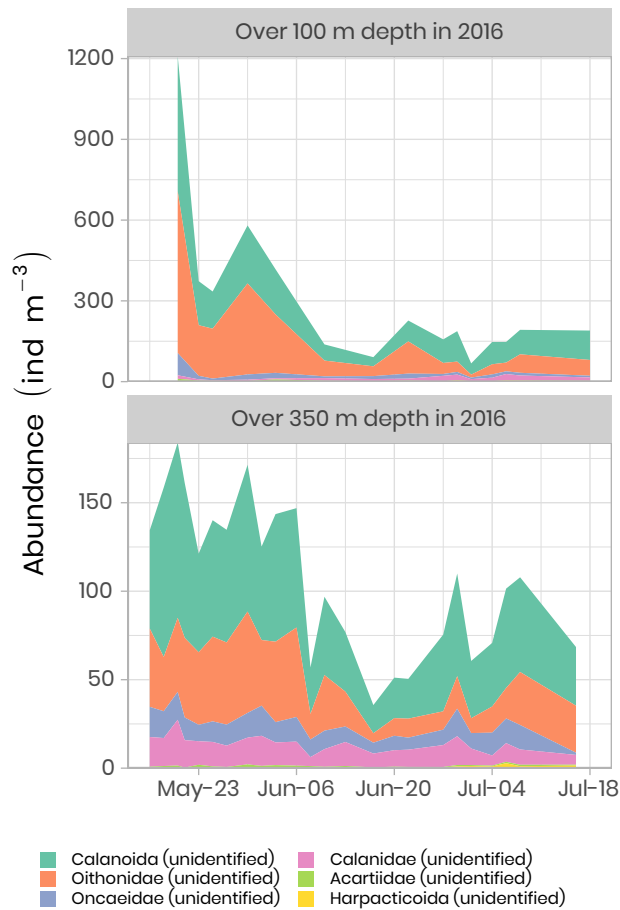 Over 100 m depth in 2016
1200
900
600
300
0
Abundance (ind m⁻³)
Over 350 m depth in 2016
150
100
50
0
May-23 Jun-06 Jun-20 Jul-04 Jul-18
Calanoida (unidentified) Calanidae (unidentified)
Oithonidae (unidentified) Acartiidae (unidentified)
Oncaeidae (unidentified) Harpacticoida (unidentified)